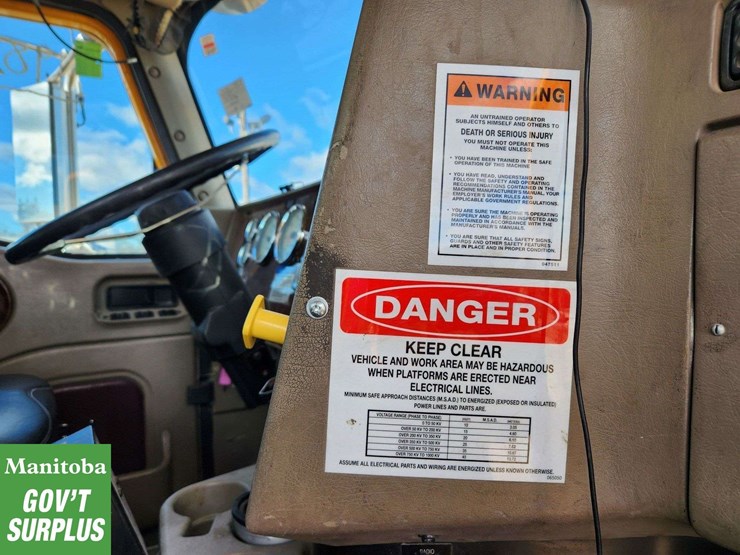 WARNING
AN UNTRAINED OPERATOR
SUBJECTS HIMSELF AND OTHERS TO
DEATH OR SERIOUS INJURY
YOU MUST NOT OPERATE THIS
MACHINE UNLESS:
• YOU HAVE BEEN TRAINED IN THE SAFE
OPERATION OF THIS MACHINE
• YOU HAVE READ, UNDERSTAND AND
FOLLOW THE SAFETY AND OPERATING
RECOMMENDATIONS CONTAINED IN THE
MACHINE MANUFACTURER'S MANUAL, YOUR
EMPLOYER'S WORK RULES AND
APPLICABLE GOVERNMENT REGULATIONS.
• YOU ARE SURE THE MACHINE IS OPERATING
PROPERLY AND HAS BEEN INSPECTED AND
MAINTAINED IN ACCORDANCE WITH THE
MANUFACTURER'S MANUALS.
• YOU ARE SURE THAT ALL SAFETY SIGNS,
GUARDS AND OTHER SAFETY FEATURES
ARE IN PLACE AND IN PROPER CONDITION.
DANGER
KEEP CLEAR
VEHICLE AND WORK AREA MAY BE HAZARDOUS
WHEN PLATFORMS ARE ERECTED NEAR
ELECTRICAL LINES.
MINIMUM SAFE APPROACH DISTANCES (M.S.A.D.) TO ENERGIZED (EXPOSED OR INSULATED)
POWER LINES AND PARTS ARE.
VOLTAGE RANGE (PHASE TO PHASE) M.S.A.D.
0 TO 50 KV 10
OVER 50 KV TO 200 KV 15
OVER 200 KV TO 350 KV 20
OVER 350 KV TO 500 KV 25
OVER 500 KV TO 750 KV 35
OVER 750 KV TO 1000 KV 45
ASSUME ALL ELECTRICAL PARTS AND WIRING ARE ENERGIZED UNLESS KNOWN OTHERWISE.
Manitoba
GOV'T
SURPLUS